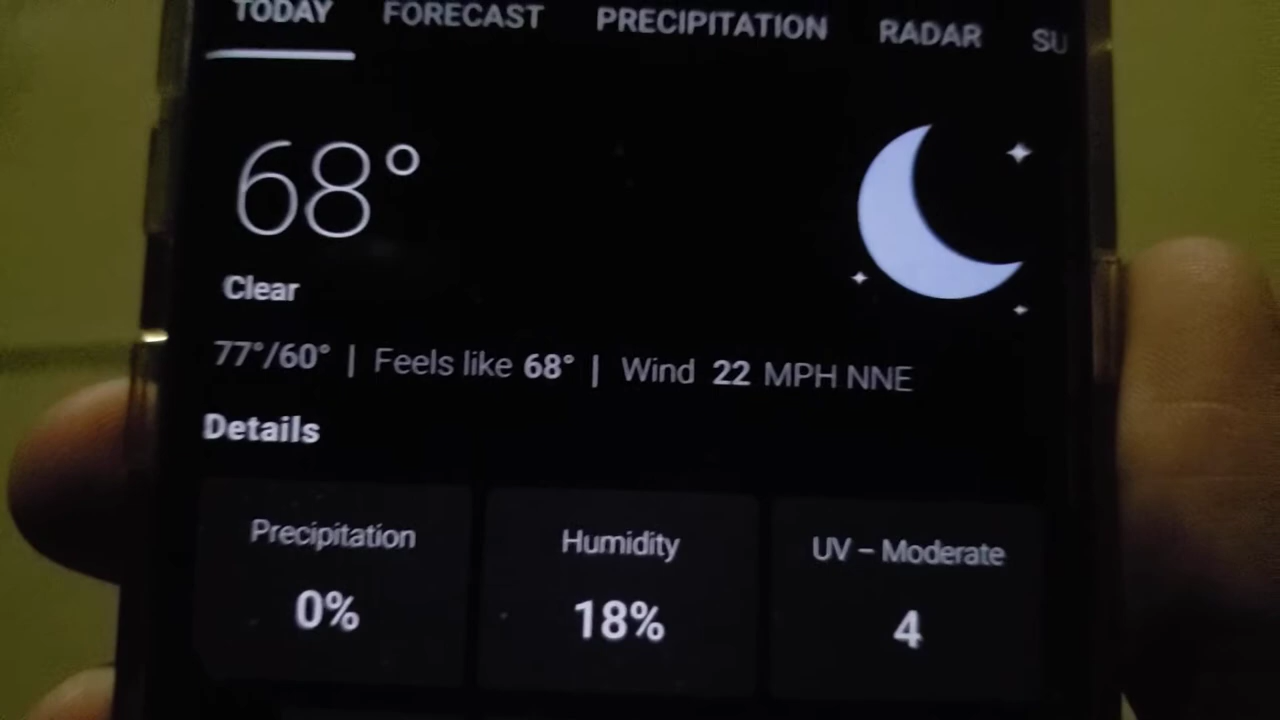 TODAY FORECAST PRECIPITATION RADAR SU
68°
Clear
77°/60° | Feels like 68° | Wind 22 MPH NNE
Details
Precipitation Humidity UV – Moderate
0% 18% 4